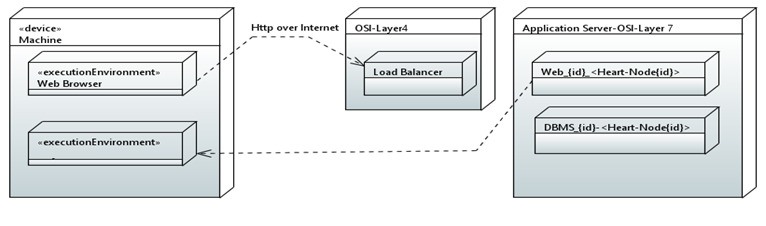 «device»
Machine
«executionEnvironment»
Web Browser
«executionEnvironment»
Http over Internet
OSI-Layer4
Load Balancer
Application Server-OSI-Layer 7
Web_{id}_<Heart-Node{id}>
DBMS_{id}-<Heart-Node{id}>